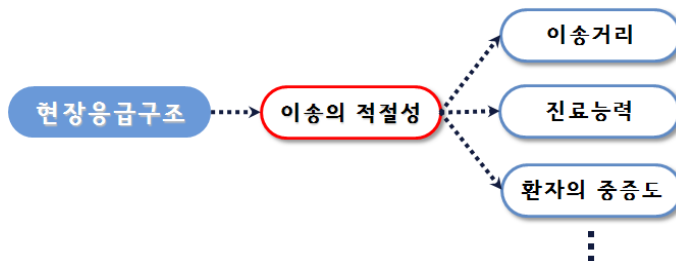 현장응급구조
이송의 적절성
이송거리
진료능력
환자의 중증도